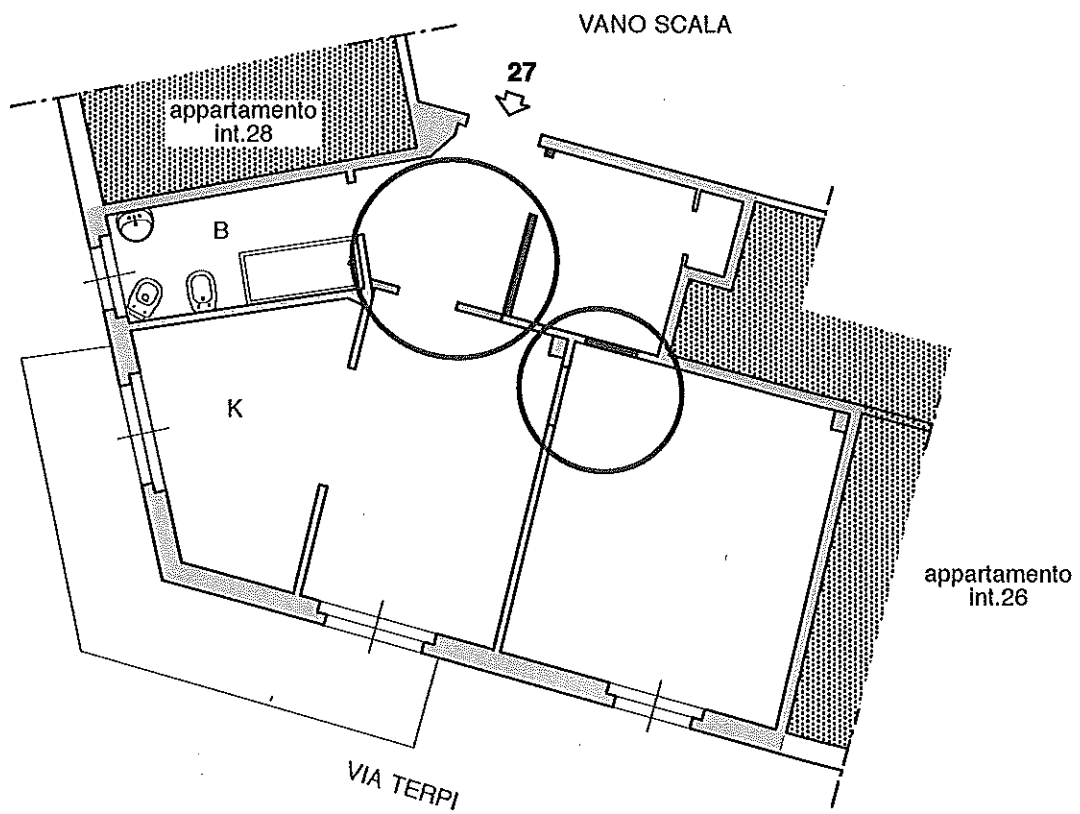 VANO SCALA
27
appartamento
int.28
B
K
appartamento
int.26
VIA TERPI